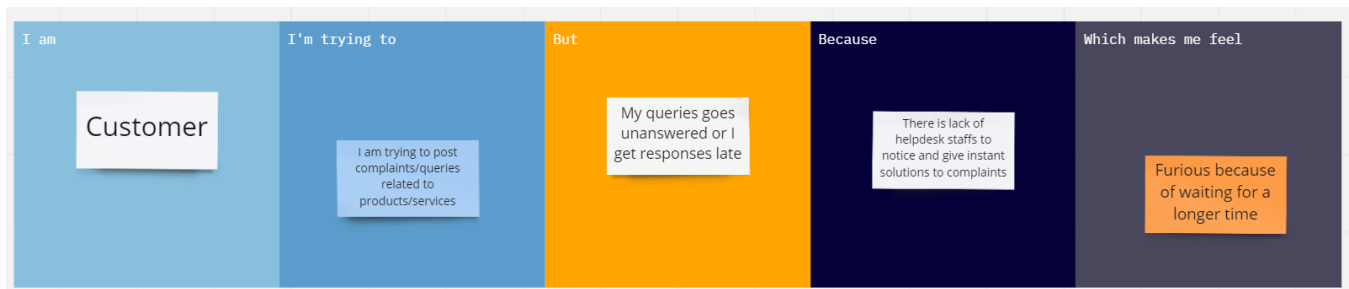 I am
Customer
I'm trying to
I am trying to post
complaints/queries
related to
products/services
But
My queries goes
unanswered or I
get responses late
Because
There is lack of
helpdesk staffs to
notice and give instant
solutions to complaints
Which makes me feel
Furious because
of waiting for a
longer time